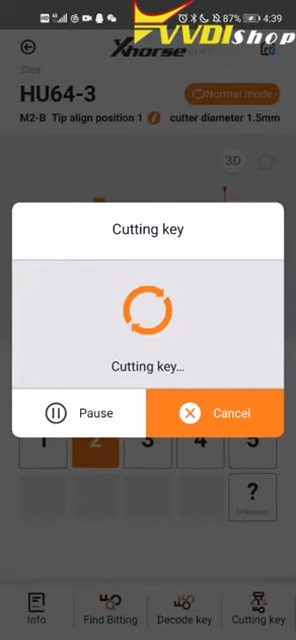 87% 4:39
VVDIShop
Xhorse
Slice
HU64-3
Normal mode
M2-B Tip align position 1 cutter diameter 1.5mm
3D
Cutting key
Cutting key...
Pause
Cancel
1 2 3 4 5
?
Unknown
Info
Find Bitting
Decode key
Cutting key